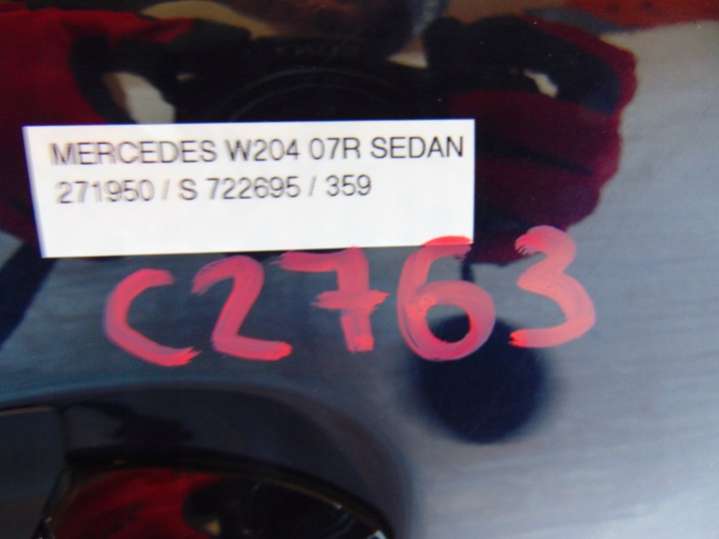 MERCEDES W204 07R SEDAN
271950 / S 722695 / 359
C2763